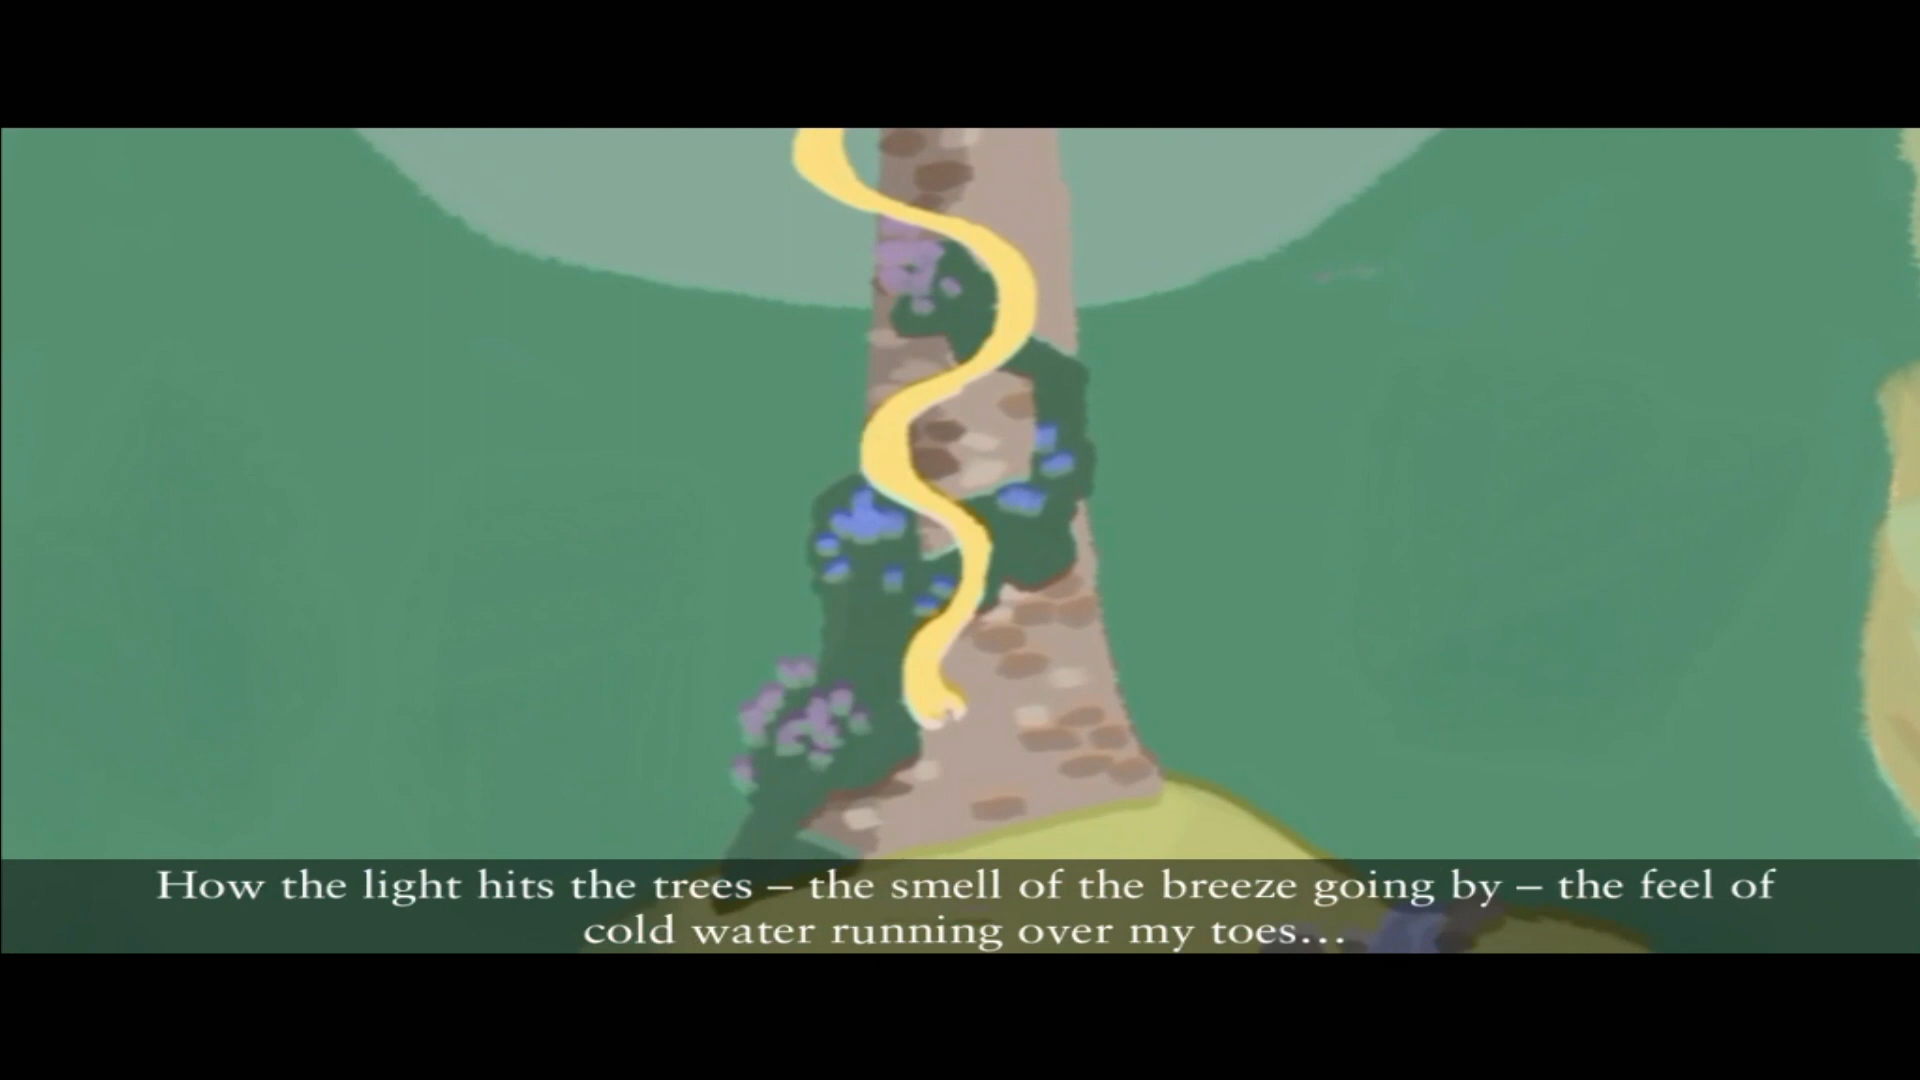 How the light hits the trees – the smell of the breeze going by – the feel of
cold water running over my toes…